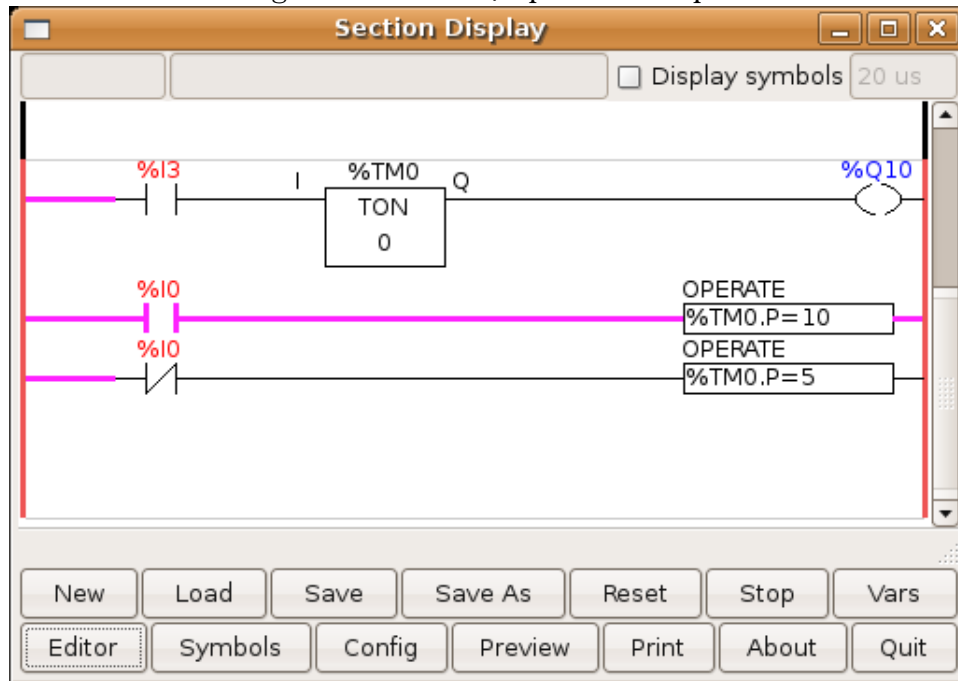 Section Display
Display symbols 20 us
%I3 %TM0 %Q10
I Q
TON
0
%I0 OPERATE
%TM0.P=10
%I0 OPERATE
%TM0.P=5
New Load Save Save As Reset Stop Vars
Editor Symbols Config Preview Print About Quit